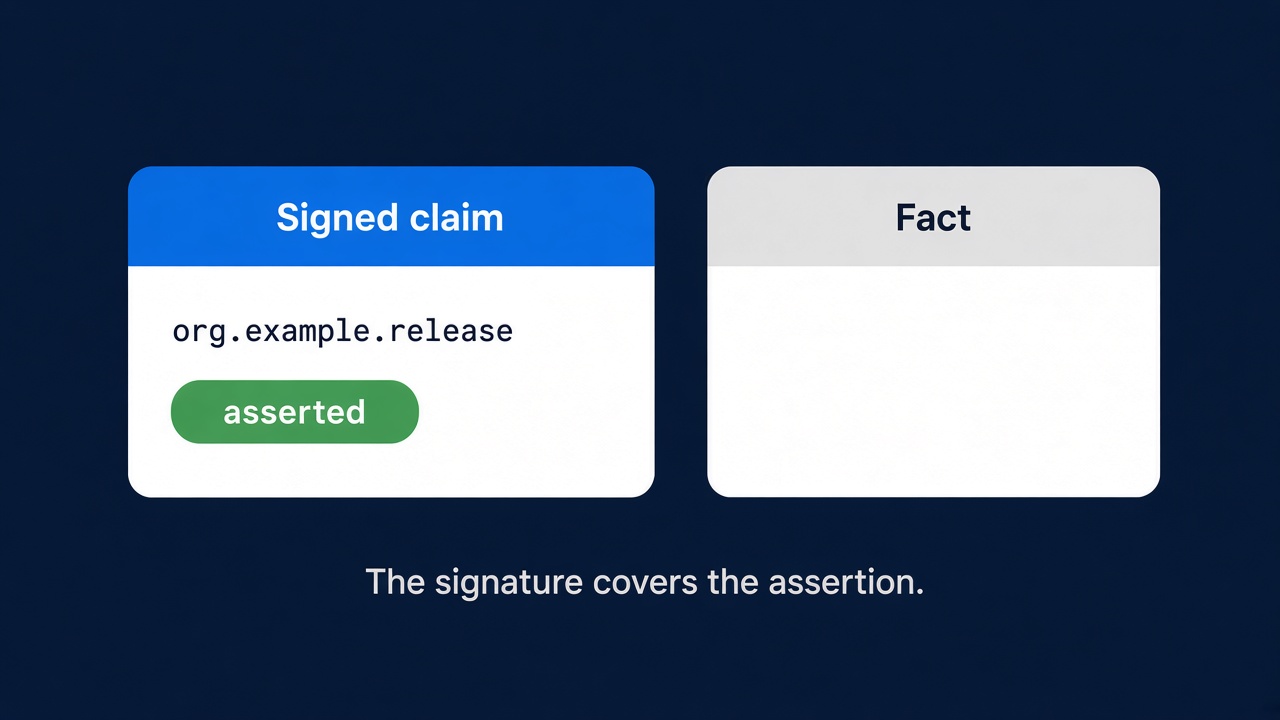 Signed claim
org.example.release
asserted
Fact
The signature covers the assertion.